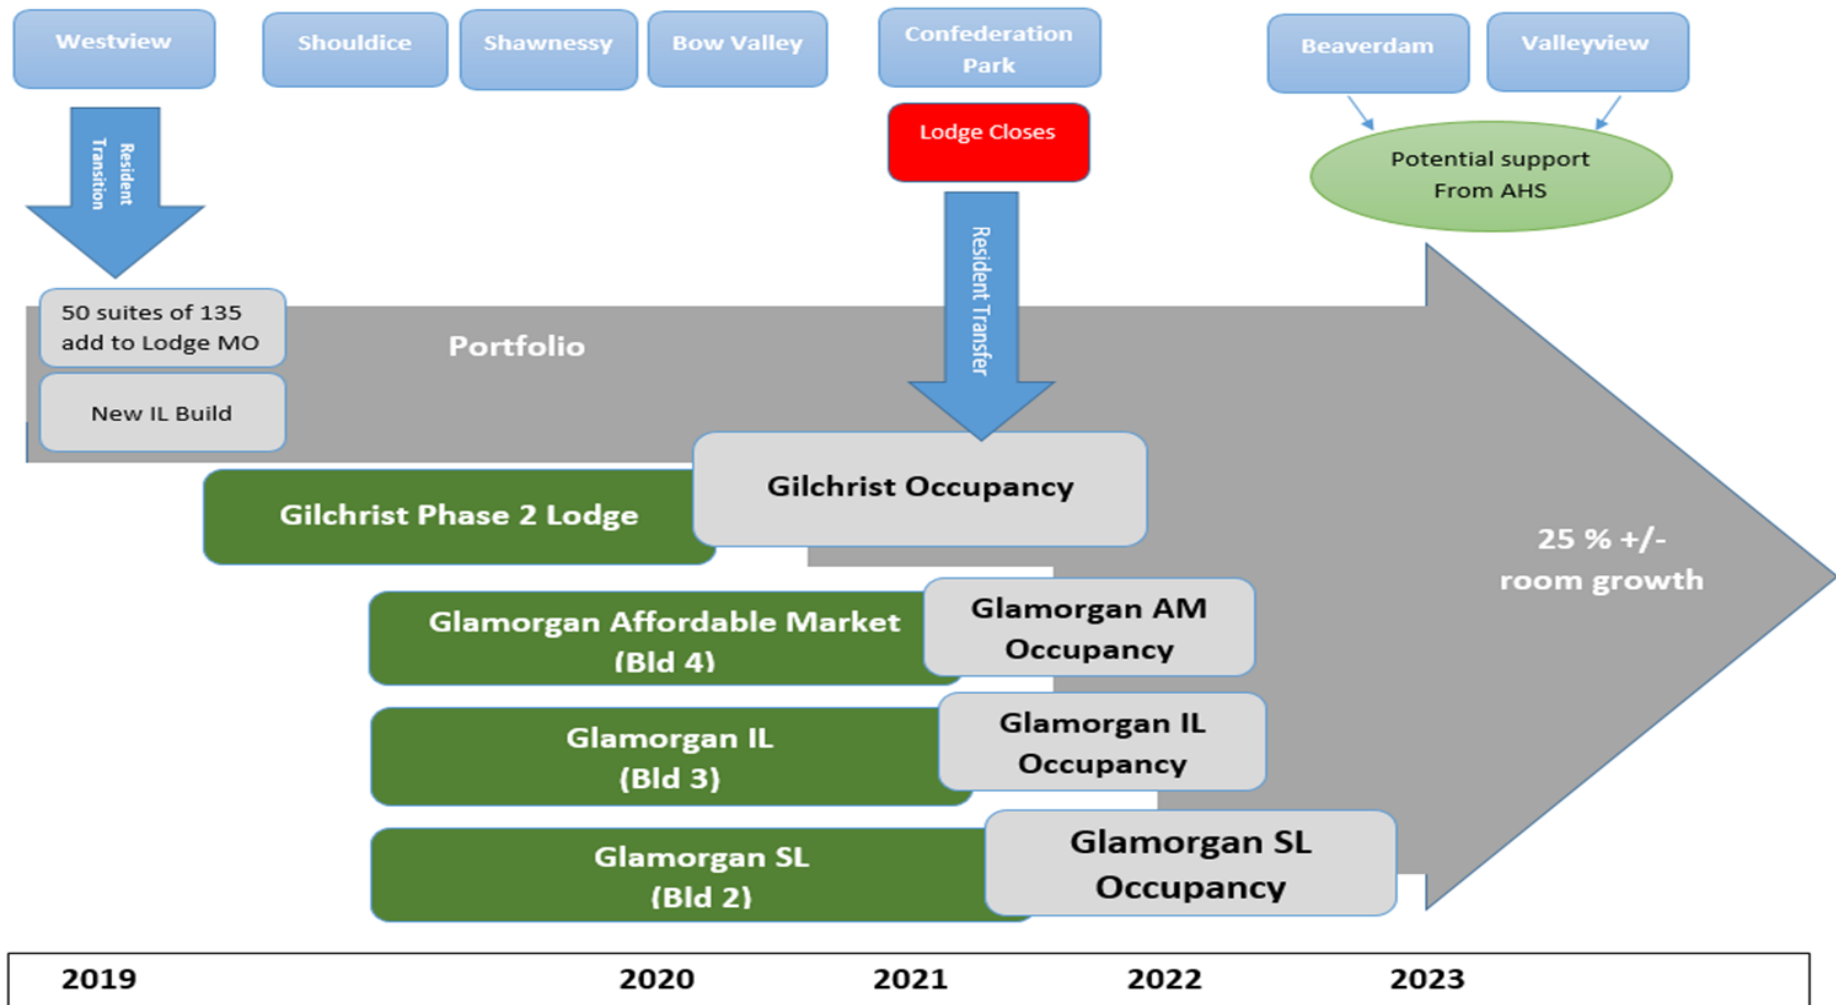 Westview
Shouldice
Shawnessy
Bow Valley
Confederation
Park
Beaverdam
Valleyview
Lodge Closes
Resident
Transition
Potential support
From AHS
Resident Transfer
50 suites of 135
add to Lodge MO
New IL Build
Portfolio
Gilchrist Phase 2 Lodge
Gilchrist Occupancy
25 % +/-
room growth
Glamorgan Affordable Market
(Bld 4)
Glamorgan AM
Occupancy
Glamorgan IL
(Bld 3)
Glamorgan IL
Occupancy
Glamorgan SL
(Bld 2)
Glamorgan SL
Occupancy
2019
2020
2021
2022
2023